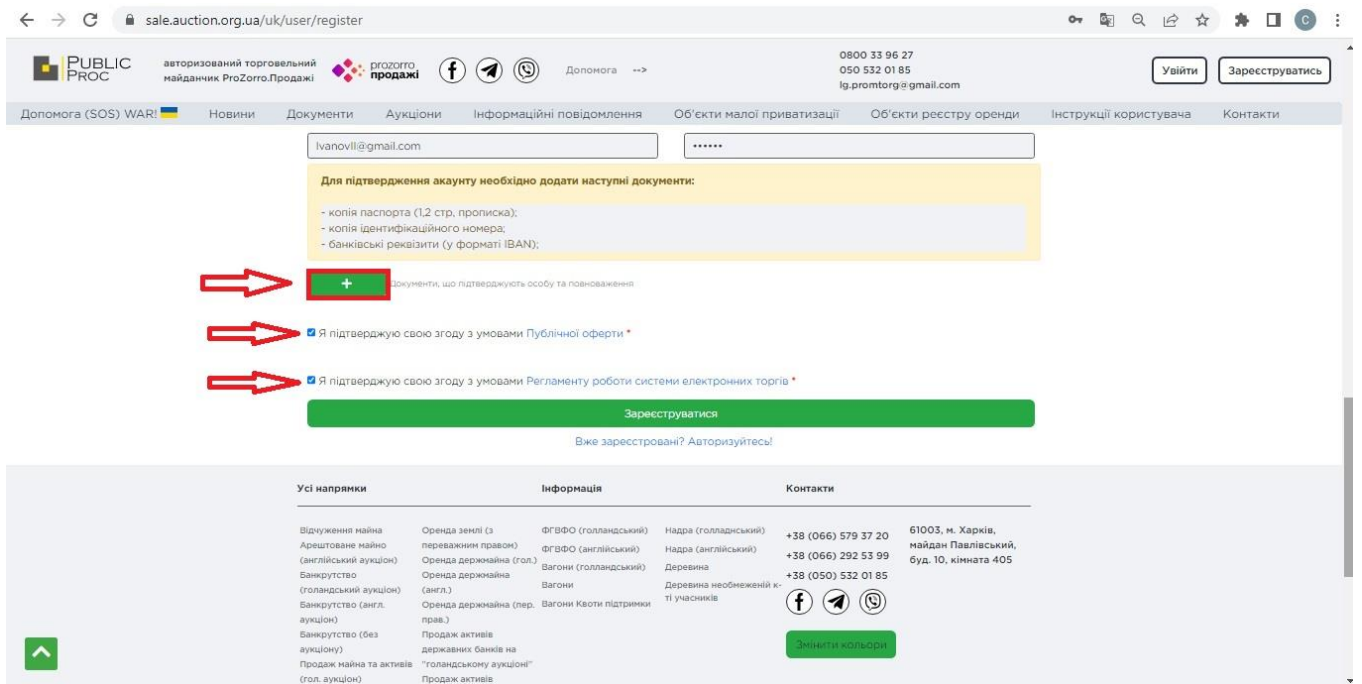 sale.auction.org.ua/uk/user/register
C
PUBLIC
PROC
авторизований торговельний
майданчик ProZorro.Продажі
prozorro
продажі
Допомога -->
0800 33 96 27
050 532 01 85
lg.promtorg@gmail.com
Увійти
Зареєструватись
Допомога (SOS) WAR! Новини Документи Аукціони Інформаційні повідомлення Об'єкти малої приватизації Об'єкти реєстру оренди Інструкції користувача Контакти
IvanovII@gmail.com ••••••
Для підтвердження акаунту необхідно додати наступні документи:
- копія паспорта (1,2 стр, прописка);
- копія ідентифікаційного номера;
- банківські реквізити (у форматі IBAN);
+ Документи, що підтверджують особу та повноваження
Я підтверджую свою згоду з умовами Публічної оферти *
Я підтверджую свою згоду з умовами Регламенту роботи системи електронних торгів *
Зареєструватися
Вже зареєстровані? Авторизуйтесь!
Усі напрямки
Відчуження майна
Арештоване майно
(англійський аукціон)
Банкрутство
(голандський аукціон)
Банкрутство (англ.
аукціон)
Банкрутство (без
аукціону)
Продаж майна та активів
(гол. аукціон)
Оренда землі (з
переважним правом)
Оренда держмайна (гол.)
Оренда держмайна
(англ.)
Оренда держмайна (пер.
прав.)
Продаж активів
державних банків на
"голандському аукціоні"
Продаж активів
Інформація
ФГВФО (голландський)
ФГВФО (англійський)
Вагони (голландський)
Вагони
Вагони Квоти підтримки
Надра (голладнський)
Надра (англійський)
Деревина
Деревина необмеженій к-
ті учасників
Контакти
+38 (066) 579 37 20
+38 (066) 292 53 99
+38 (050) 532 01 85
61003, м. Харків,
майдан Павлівський,
буд. 10, кімната 405
Змінити кольори